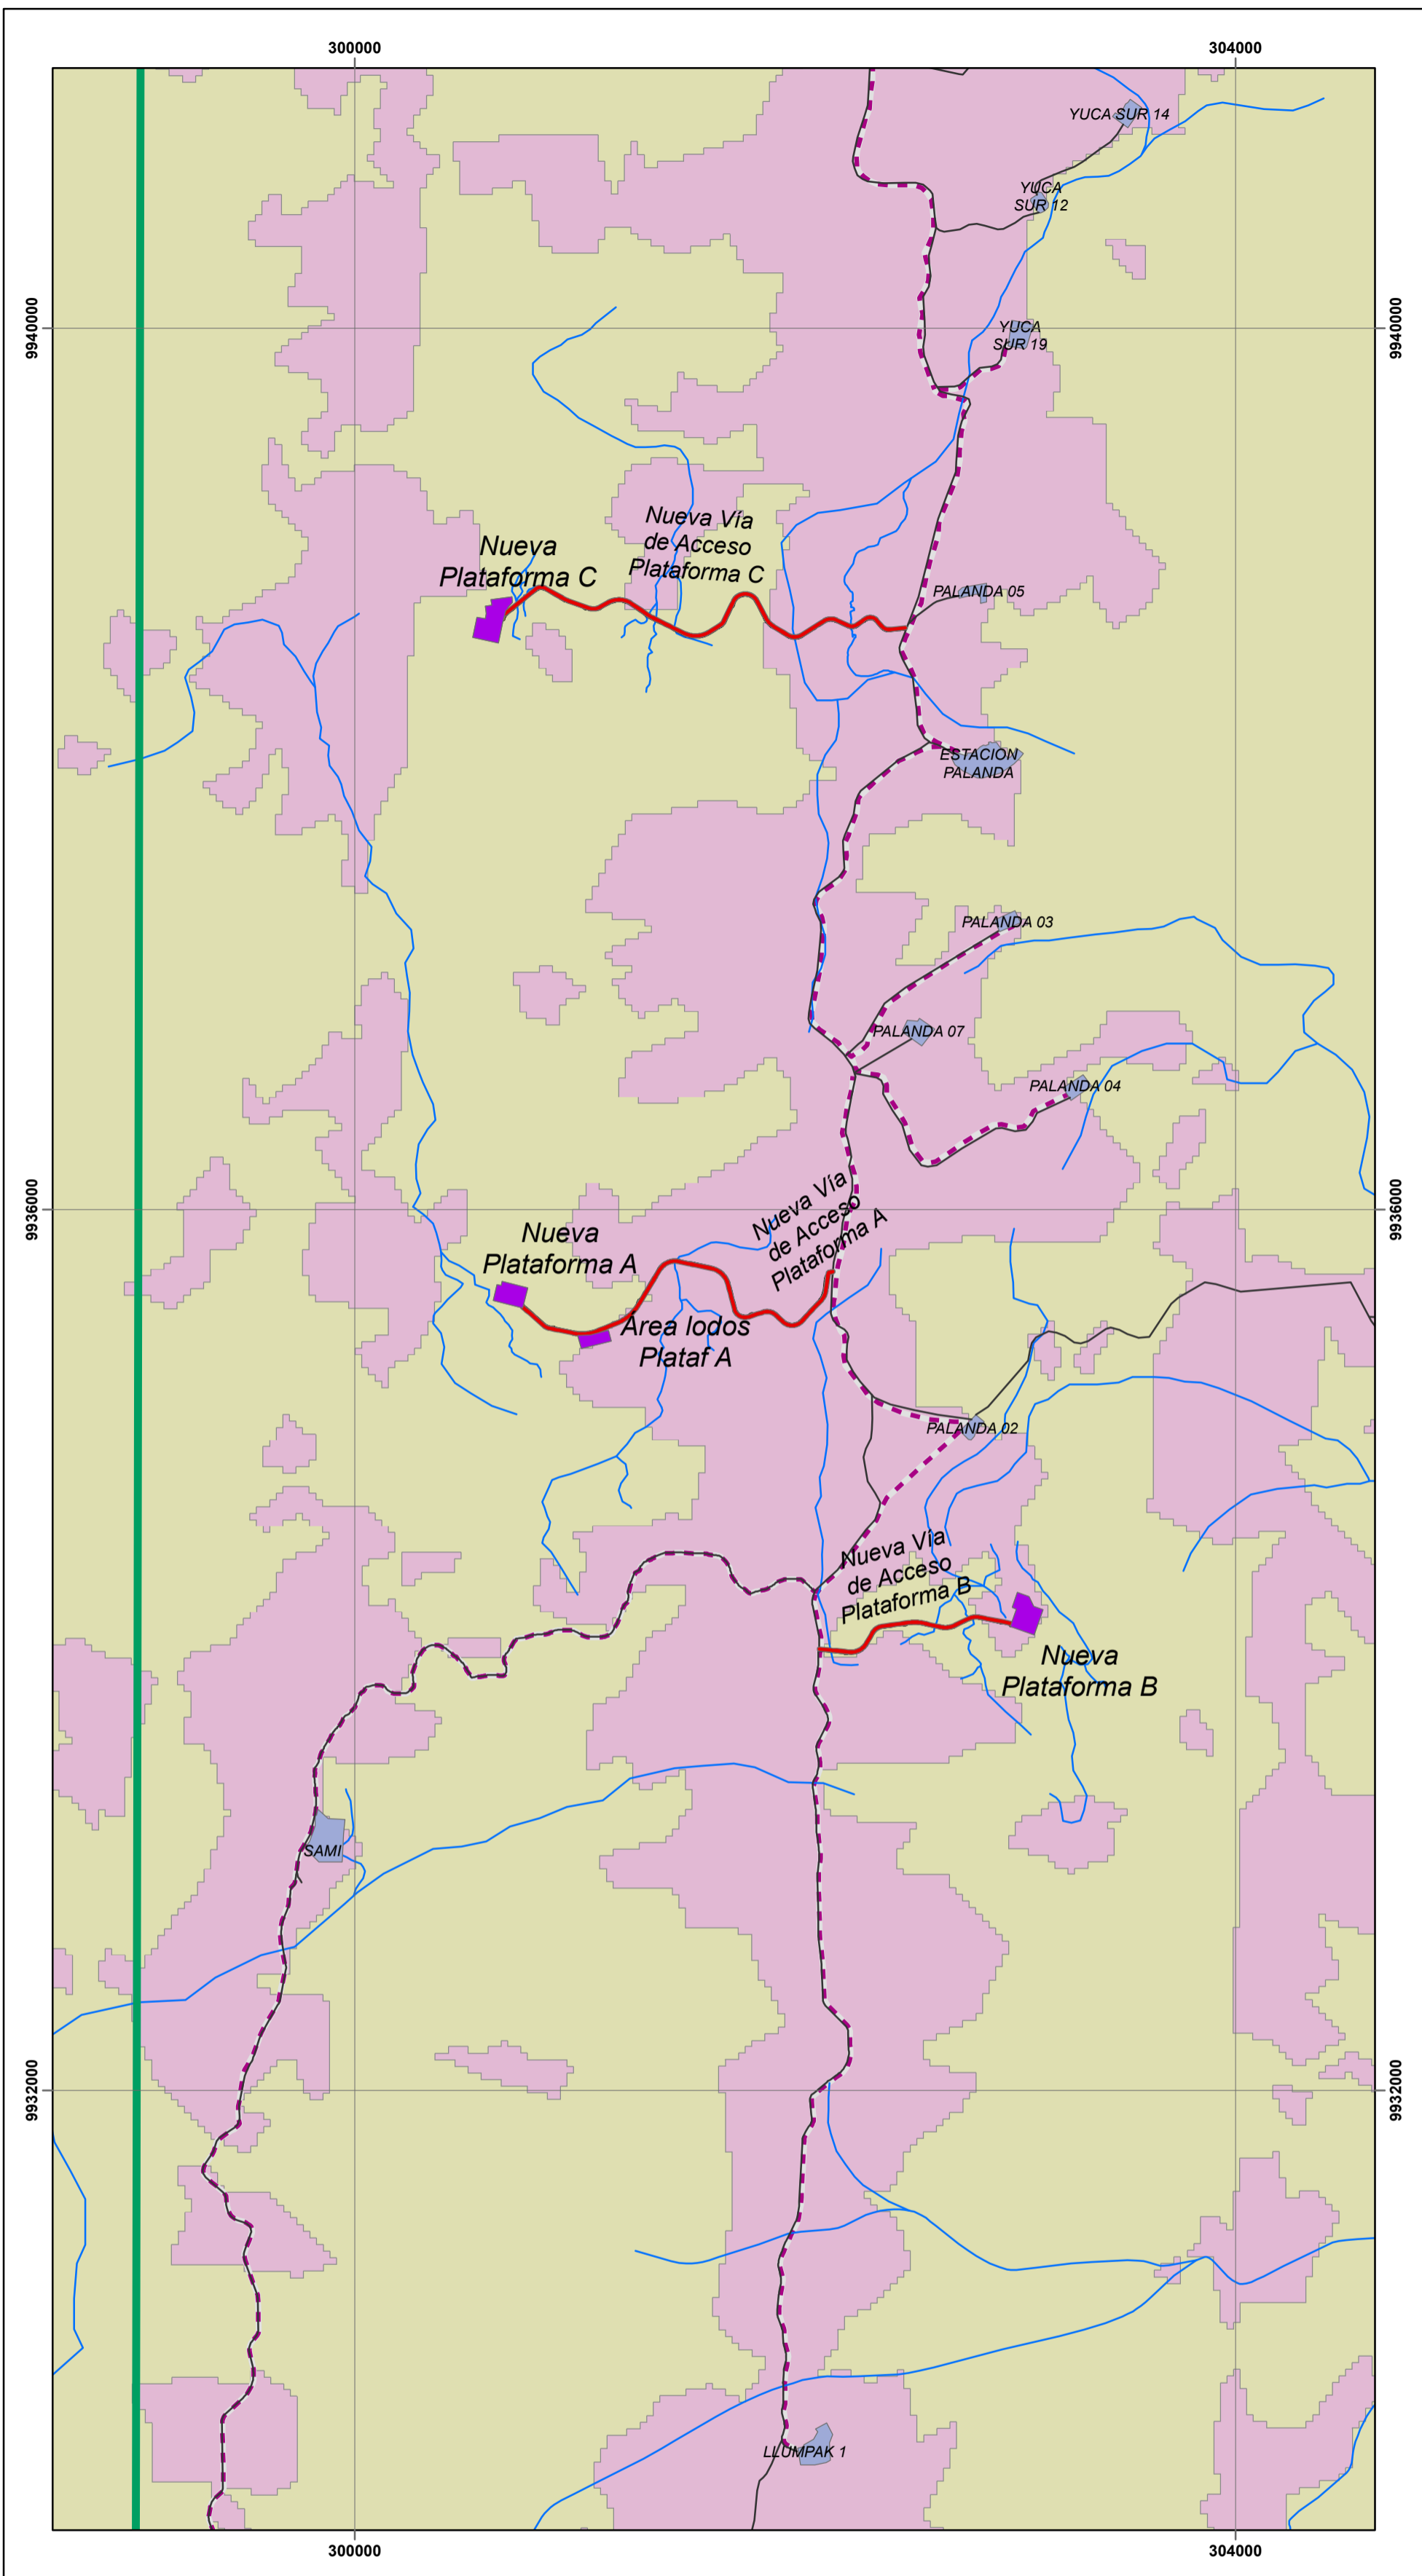 300000
304000
YUCA SUR 14
YUCA
SUR 12
9940000
9940000
YUCA
SUR 19
Nueva
Plataforma C
Nueva Vía
de Acceso
Plataforma C
PALANDA 05
ESTACION
PALANDA
PALANDA 03
PALANDA 07
PALANDA 04
9936000
9936000
Nueva Vía
de Acceso
Plataforma A
Nueva
Plataforma A
Área lodos
Plataf A
PALANDA 02
Nueva Vía
de Acceso
Plataforma B
Nueva
Plataforma B
SAMI
9932000
9932000
LLUMPAK 1
300000
304000